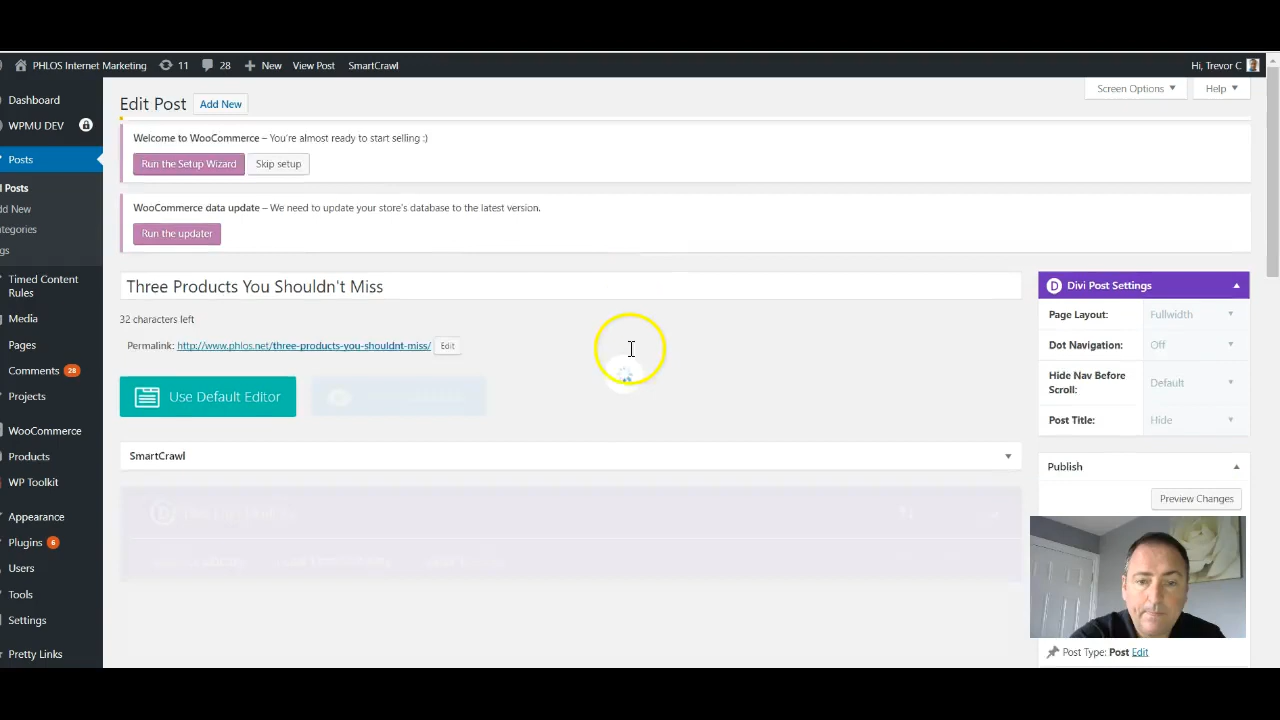 PHLOS Internet Marketing 11 28 New View Post SmartCrawl Hi, Trevor C
Screen Options Help
Edit Post Add New
Welcome to WooCommerce – You're almost ready to start selling :)
Run the Setup Wizard Skip setup
WooCommerce data update – We need to update your store's database to the latest version.
Run the updater
Three Products You Shouldn't Miss
32 characters left
Permalink: http://www.phlos.net/three-products-you-shouldnt-miss/ Edit
Use Default Editor
SmartCrawl
Dashboard
WPMU DEV
Posts
l Posts
dd New
ategories
gs
Timed Content
Rules
Media
Pages
Comments 28
Projects
WooCommerce
Products
WP Toolkit
Appearance
Plugins 6
Users
Tools
Settings
Pretty Links
D Divi Post Settings
Page Layout: Fullwidth
Dot Navigation: Off
Hide Nav Before
Scroll: Default
Post Title: Hide
Publish
Preview Changes
Post Type: Post Edit